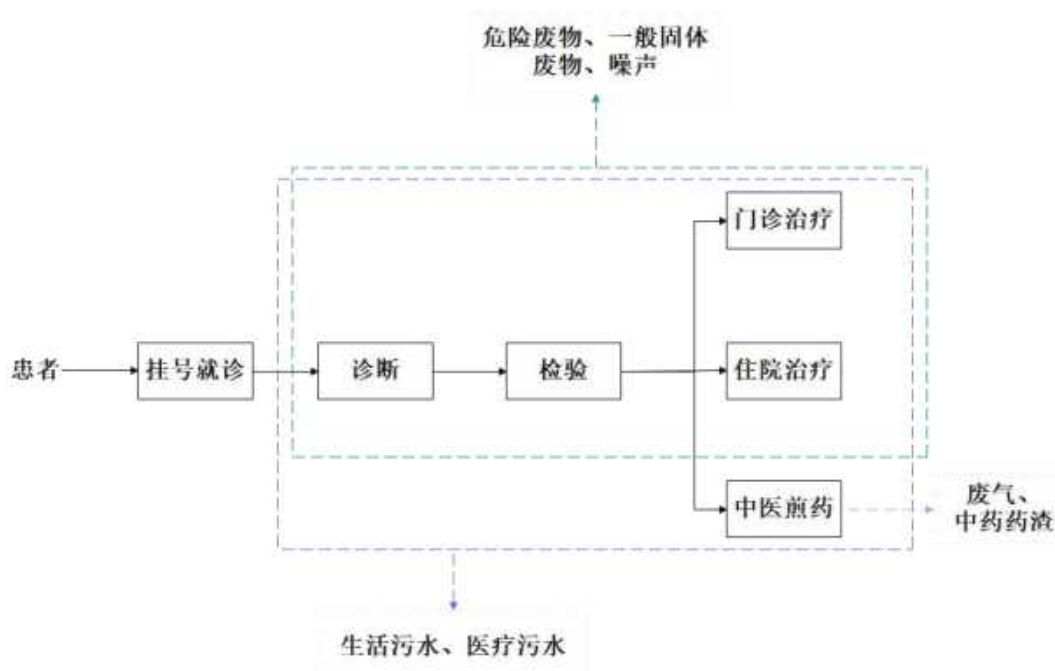 危险废物、一般固体
废物、噪声
门诊治疗
患者
挂号就诊
诊断
检验
住院治疗
中医煎药
废气、
中药药渣
生活污水、医疗污水